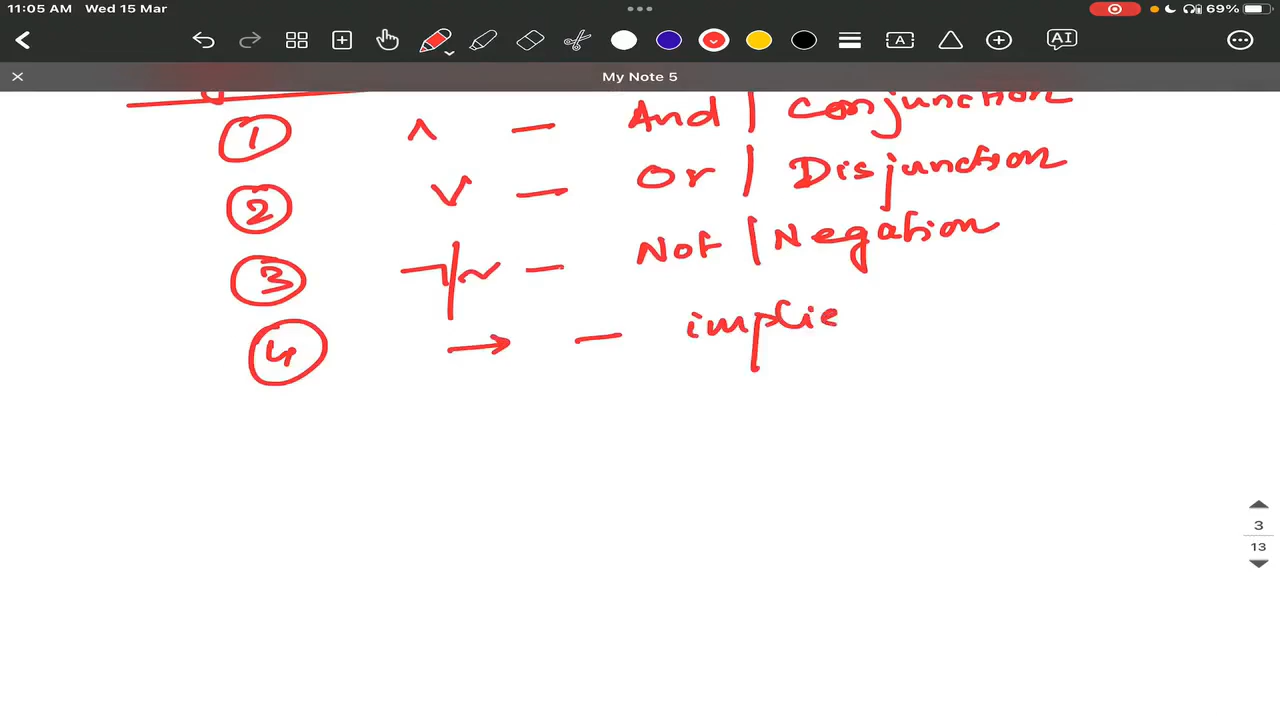 11:05 AM Wed 15 Mar 69%
A AI
My Note 5
1 ∧ — And | Conjunction
2 ∨ — Or | Disjunction
3 ¬ | ~ — Not | Negation
4 → — implie
3
13